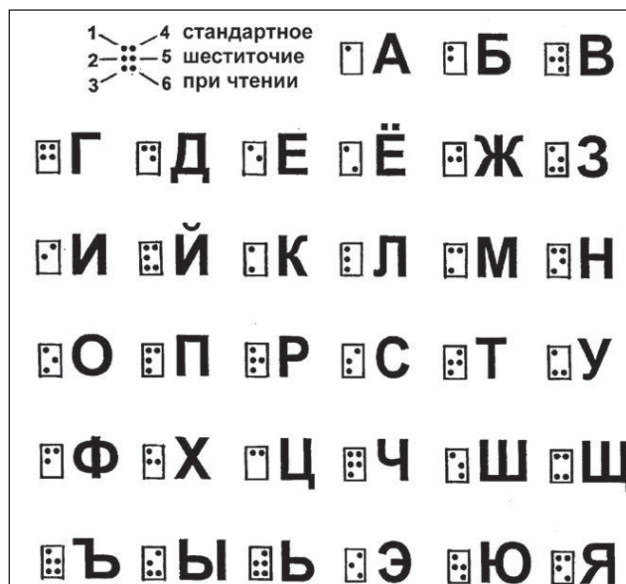 1 4 стандартное
2 5 шеститочие
3 6 при чтении
А Б В
Г Д Е Ё Ж З
И Й К Л М Н
О П Р С Т У
Ф Х Ц Ч Ш Щ
Ъ Ы Ь Э Ю Я